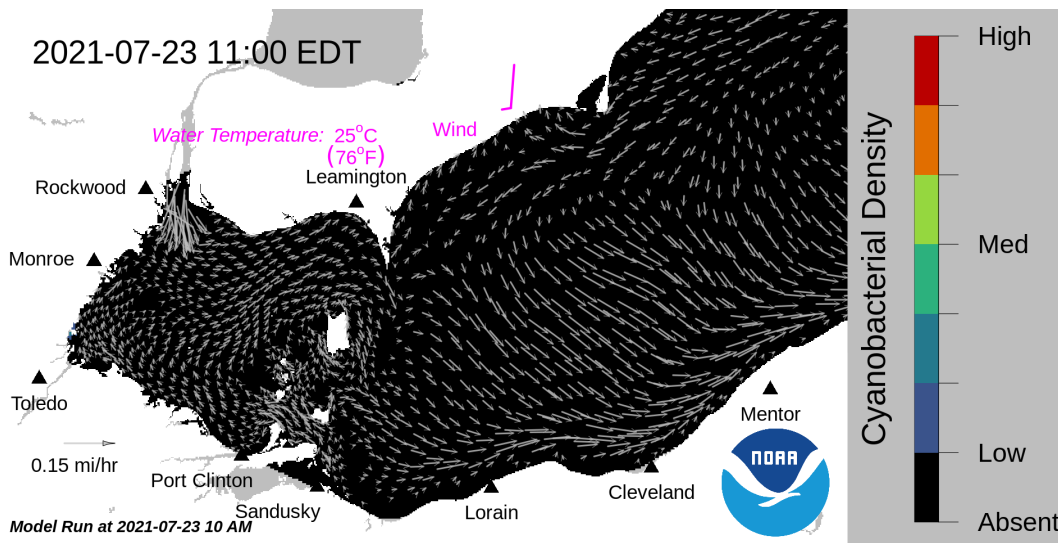 2021-07-23 11:00 EDT
High
Water Temperature: 25°C
(76°F)
Wind
Leamington
Rockwood
Monroe
Cyanobacterial Density
Med
Toledo
Mentor
0.15 mi/hr
NOAA
Low
Port Clinton
Cleveland
Sandusky
Lorain
Model Run at 2021-07-23 10 AM
Absent